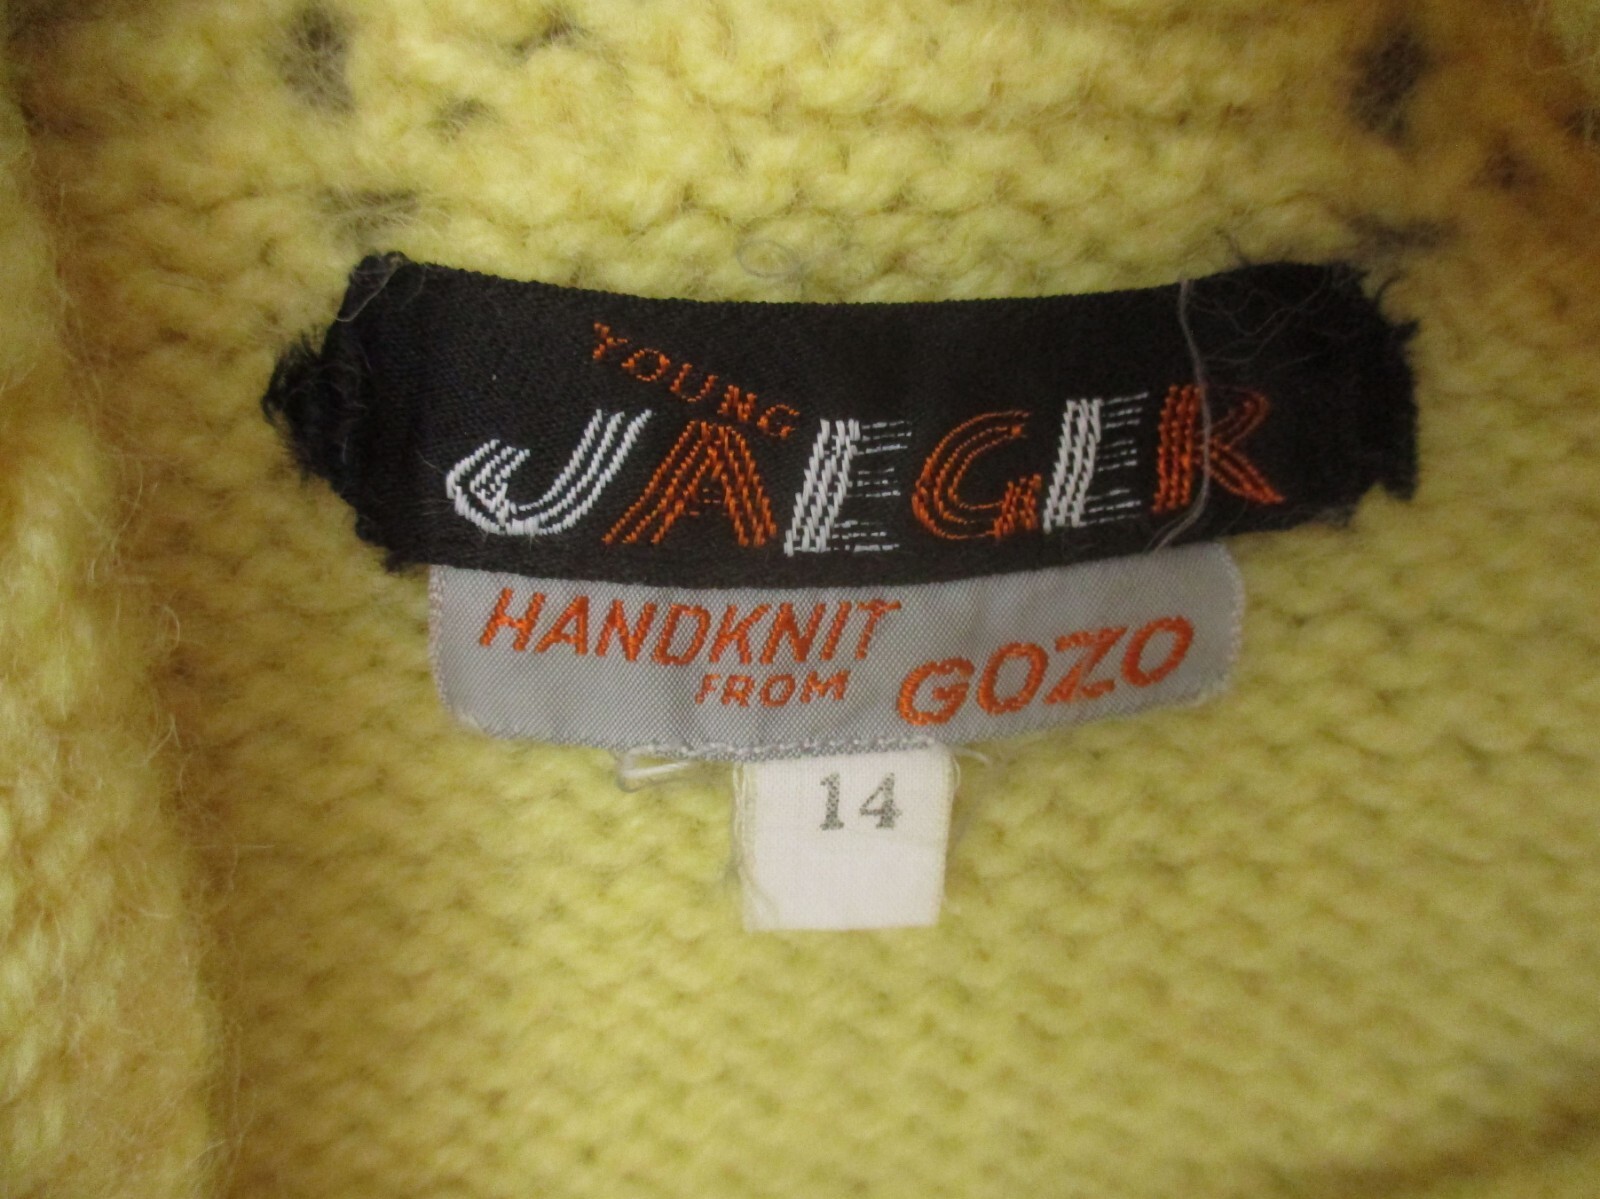 YOUNG
JAEGER
HANDKNIT
FROM GOZO
14